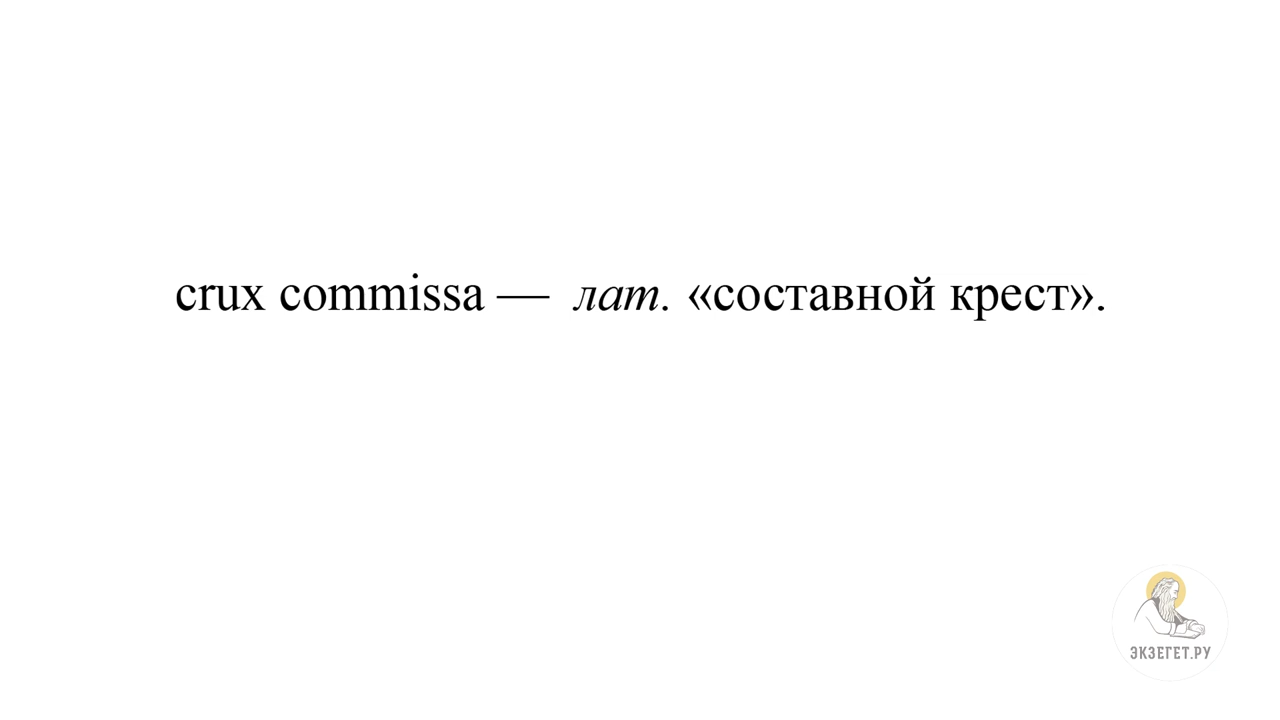 crux commissa — лат. «составной крест».
ЭКЗЕГЕТ.РУ